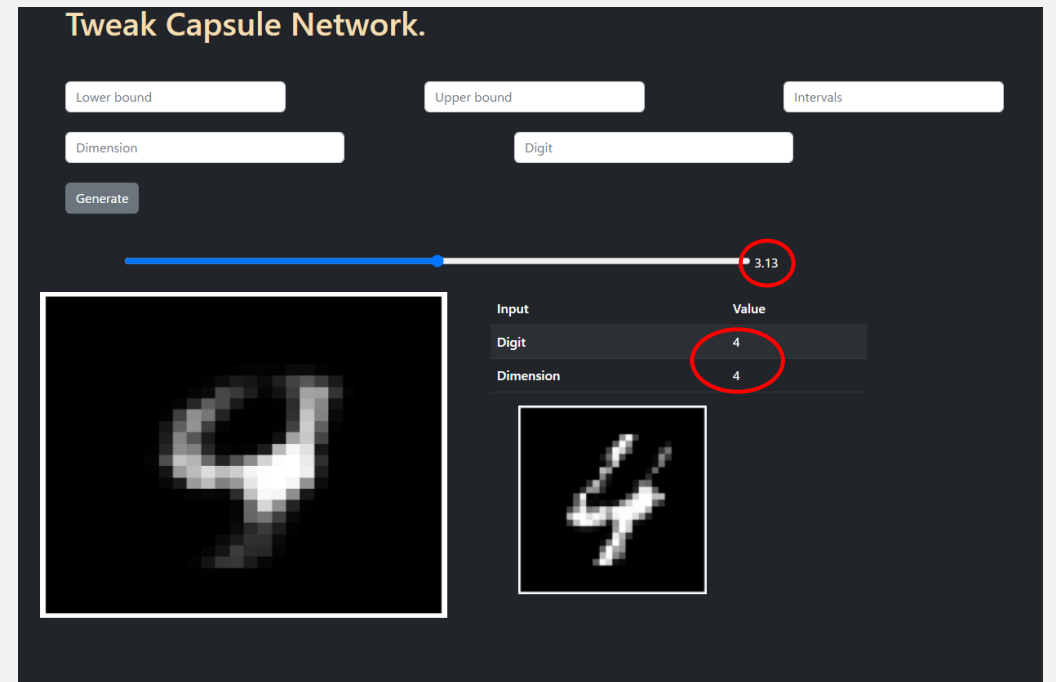 Tweak Capsule Network.
Lower bound Upper bound Intervals
Dimension Digit
Generate
3.13
Input Value
Digit 4
Dimension 4